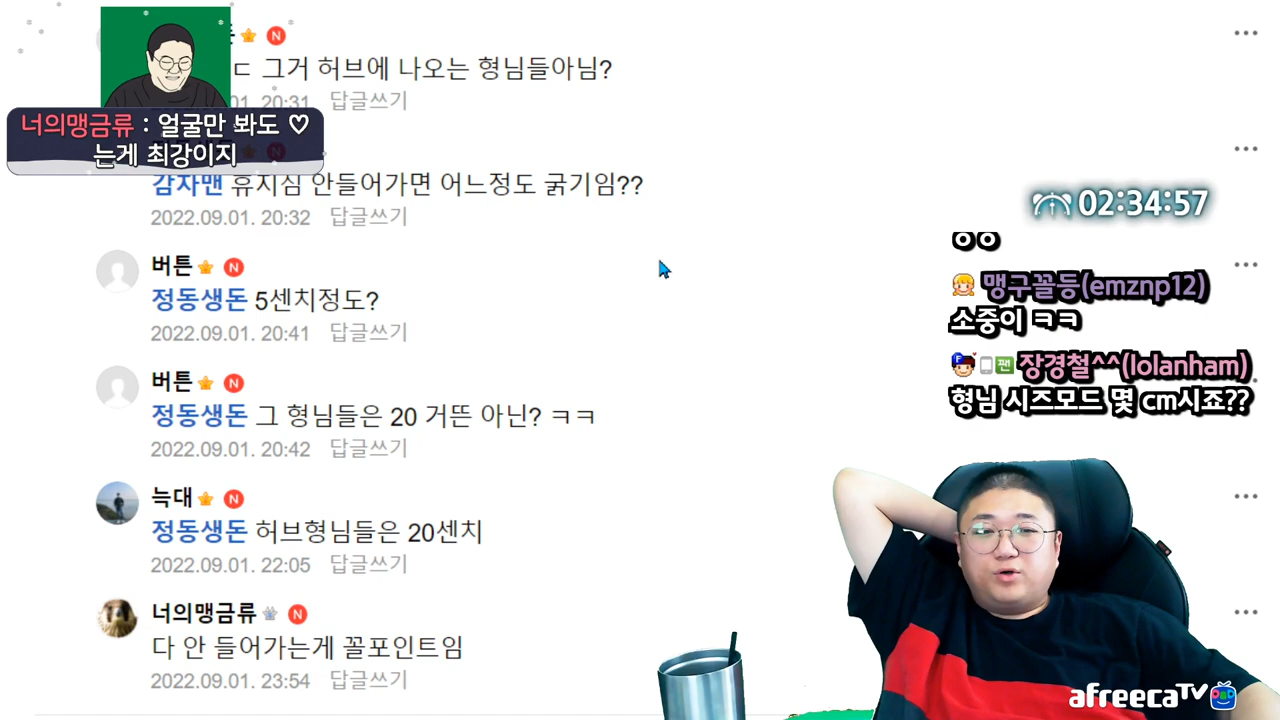 ㄷ 그거 허브에 나오는 형님들아님?
20:31 답글쓰기
너의맹금류 : 얼굴만 봐도 ♡
는게 최강이지
감자맨 휴지심 안들어가면 어느정도 굵기임??
2022.09.01. 20:32 답글쓰기
버튼 N
정동생돈 5센치정도?
2022.09.01. 20:41 답글쓰기
버튼 N
정동생돈 그 형님들은 20 거뜬 아닌? ㅋㅋ
2022.09.01. 20:42 답글쓰기
늑대 N
정동생돈 허브형님들은 20센치
2022.09.01. 22:05 답글쓰기
너의맹금류 N
다 안 들어가는게 꼴포인트임
2022.09.01. 23:54 답글쓰기
02:34:57
ㅇㅇ
맹구꼴등(emznp12)
소중이 ㅋㅋ
팬 장경철^^(lolanham)
형님 시즈모드 몇 cm시죠??
afreecaTV